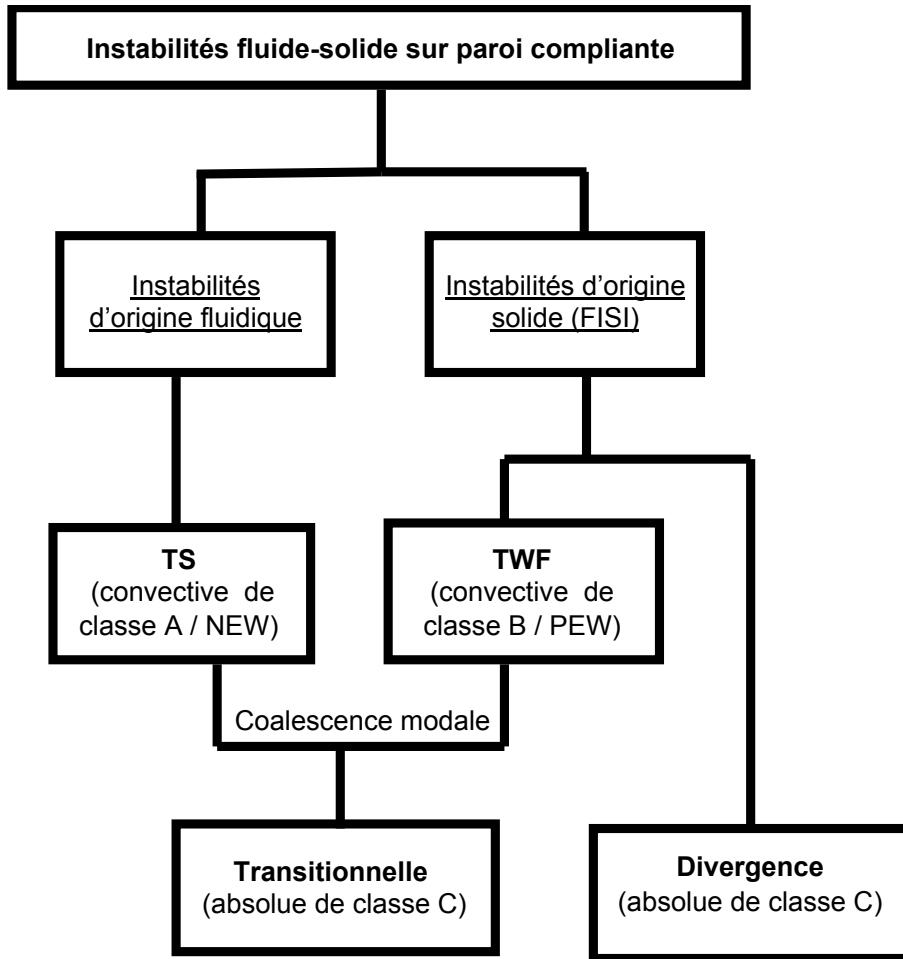 Instabilités fluide-solide sur paroi compliante
Instabilités
d'origine fluidique
Instabilités d'origine
solide (FISI)
TS
(convective de
classe A / NEW)
TWF
(convective de
classe B / PEW)
Coalescence modale
Transitionnelle
(absolue de classe C)
Divergence
(absolue de classe C)